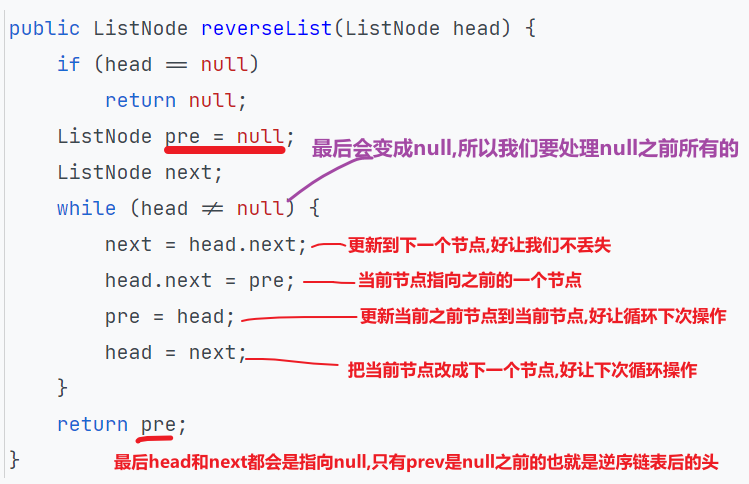 public ListNode reverseList(ListNode head) {
if (head == null)
return null;
ListNode pre = null;
最后会变成null,所以我们要处理null之前所有的
ListNode next;
while (head ≠ null) {
next = head.next;
更新到下一个节点,好让我们不丢失
head.next = pre;
当前节点指向之前的一个节点
pre = head;
更新当前之前节点到当前节点,好让循环下次操作
head = next;
把当前节点改成下一个节点,好让下次循环操作
}
return pre;
}
最后head和next都会是指向null,只有prev是null之前的也就是逆序链表后的头